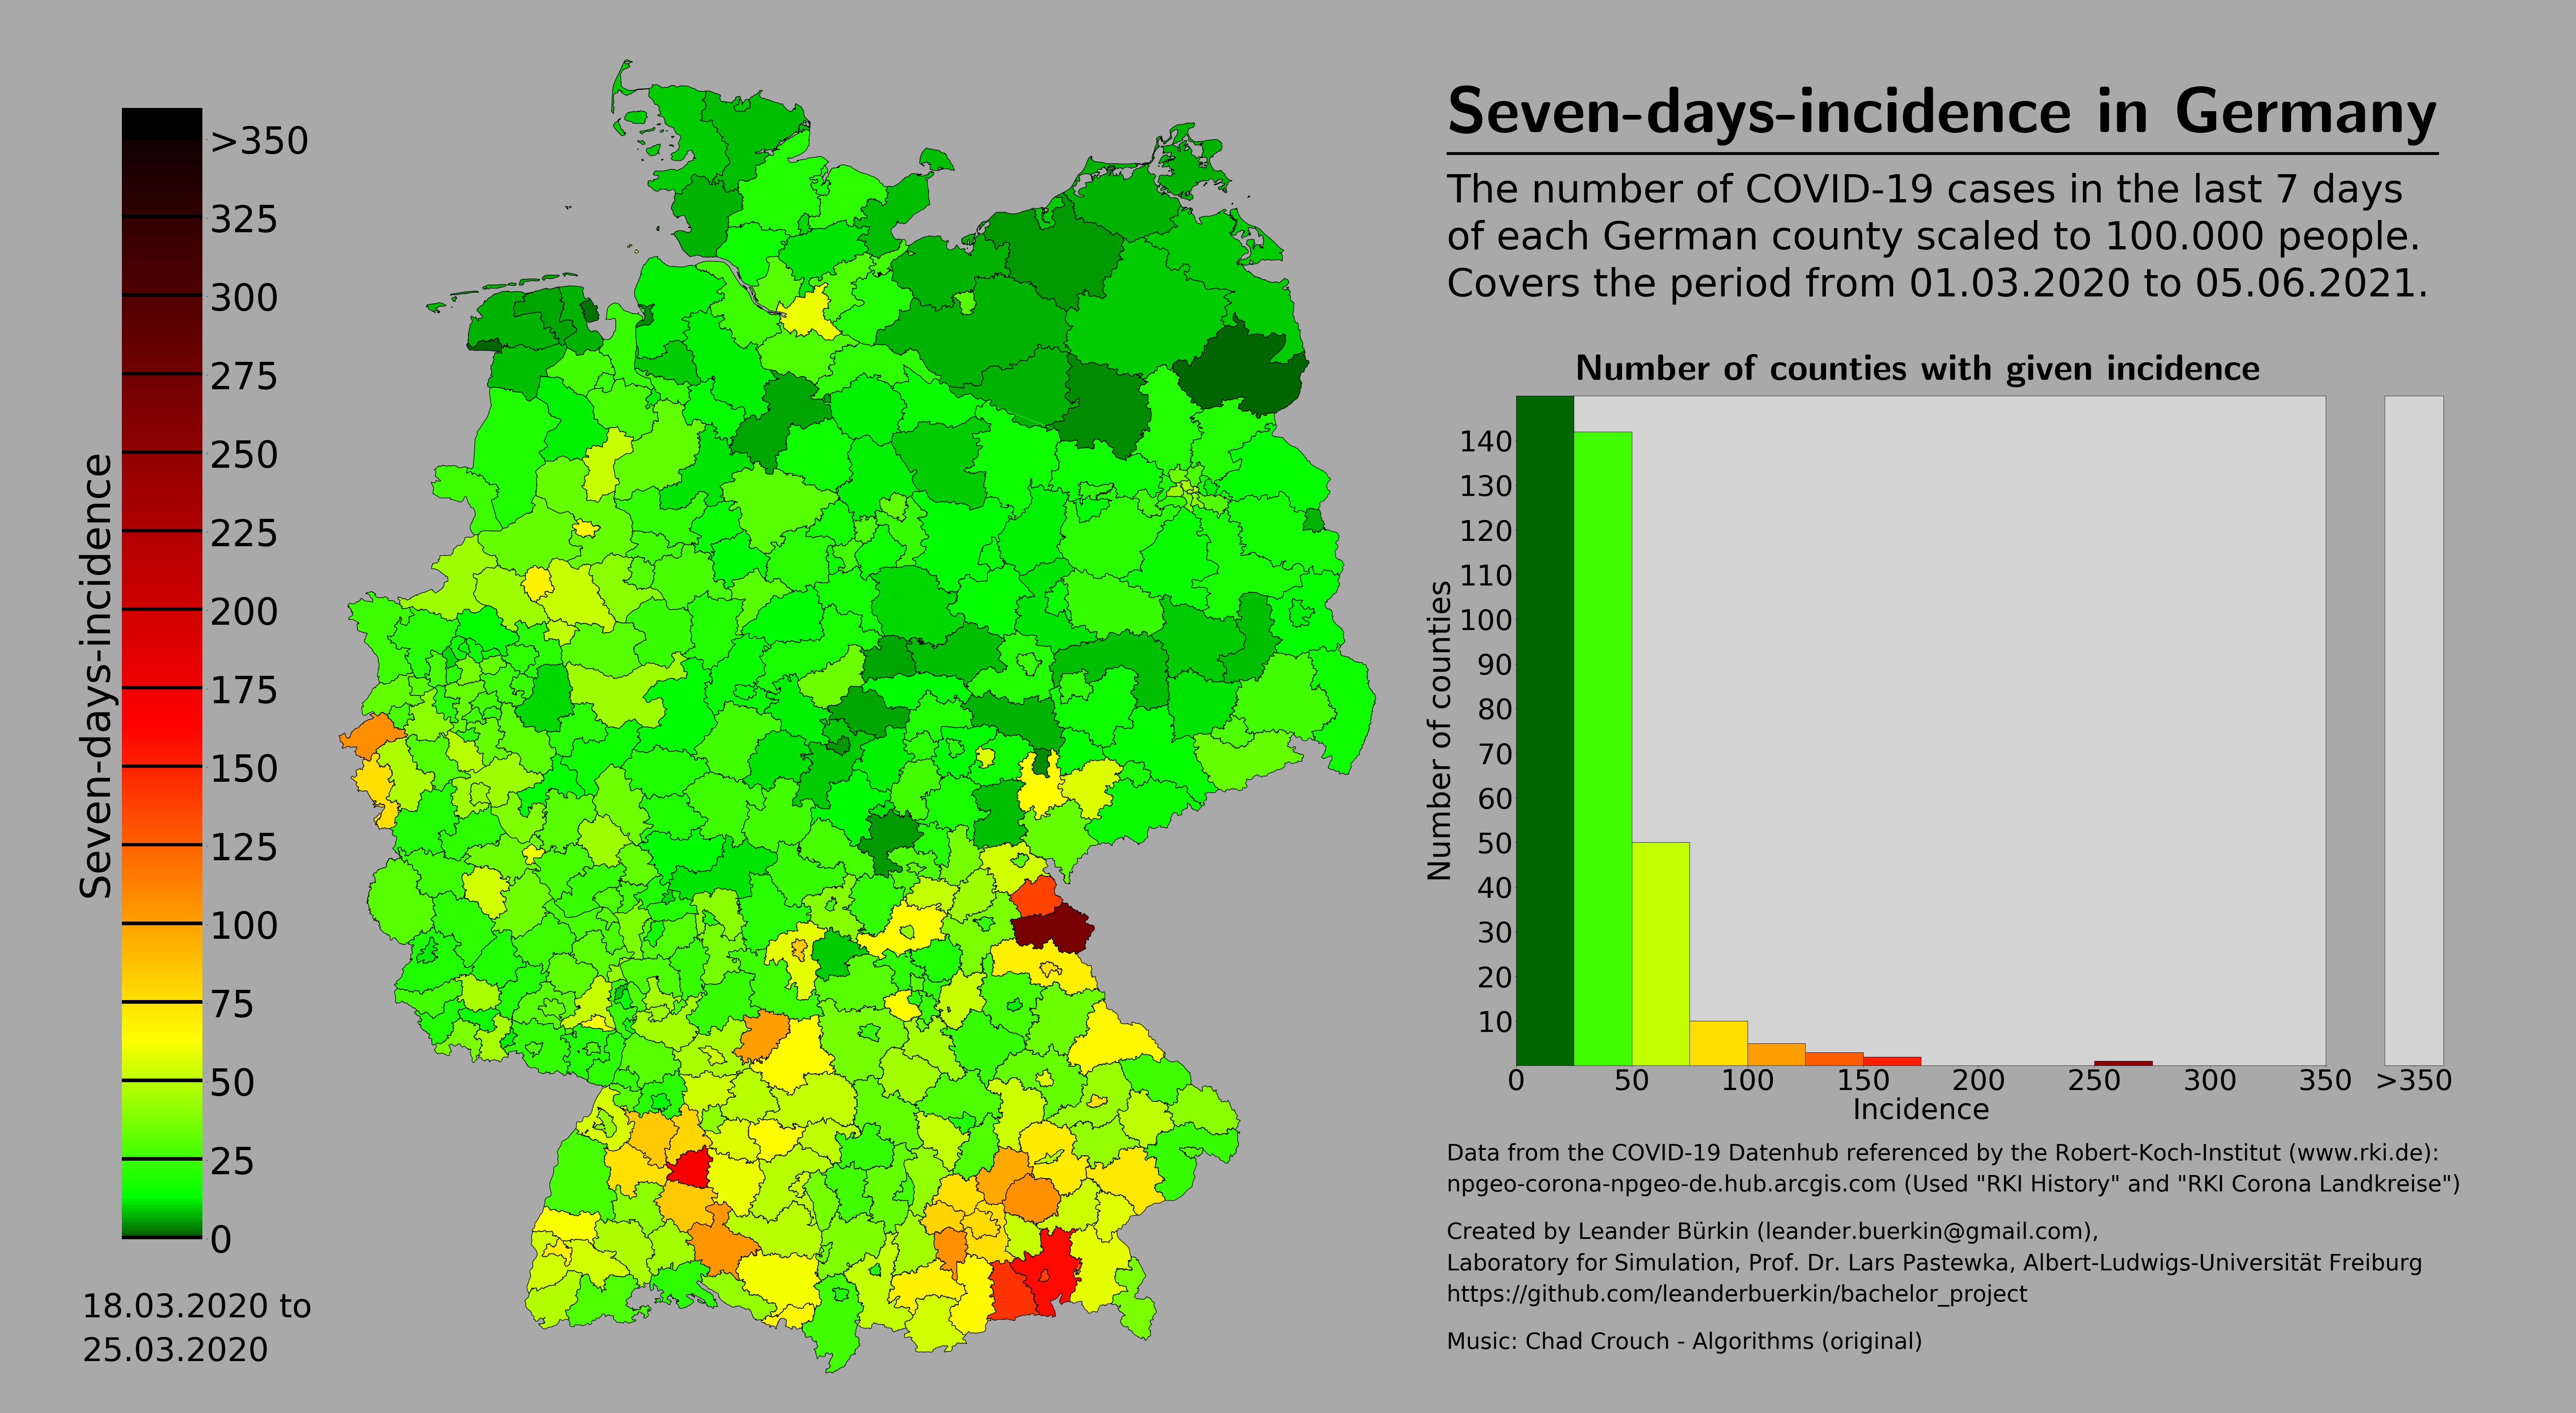 Seven-days-incidence in Germany
The number of COVID-19 cases in the last 7 days
of each German county scaled to 100.000 people.
Covers the period from 01.03.2020 to 05.06.2021.
Seven-days-incidence
>350
325
300
275
250
225
200
175
150
125
100
75
50
25
0
18.03.2020 to
25.03.2020
Number of counties with given incidence
Number of counties
140
130
120
110
100
90
80
70
60
50
40
30
20
10
0 50 100 150 200 250 300 350 >350
Incidence
Data from the COVID-19 Datenhub referenced by the Robert-Koch-Institut (www.rki.de):
npgeo-corona-npgeo-de.hub.arcgis.com (Used "RKI History" and "RKI Corona Landkreise")
Created by Leander Bürkin (leander.buerkin@gmail.com),
Laboratory for Simulation, Prof. Dr. Lars Pastewka, Albert-Ludwigs-Universität Freiburg
https://github.com/leanderbuerkin/bachelor_project
Music: Chad Crouch - Algorithms (original)